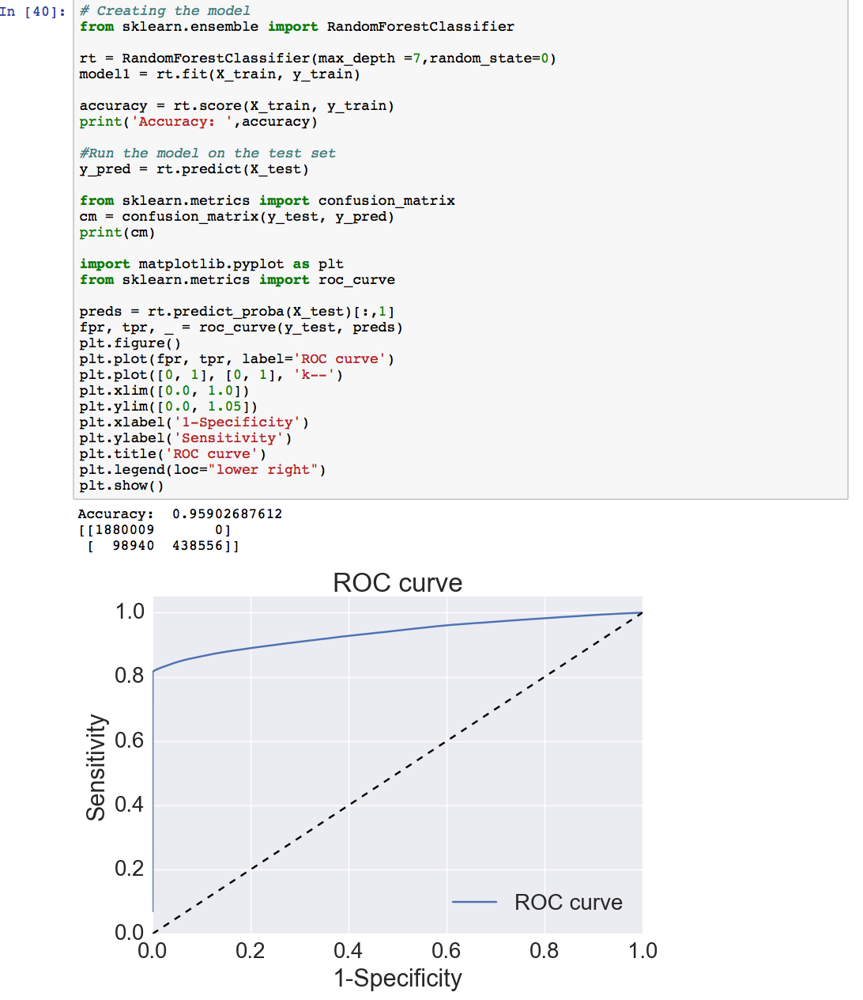 In [40]:
# Creating the model
from sklearn.ensemble import RandomForestClassifier
rt = RandomForestClassifier(max_depth =7,random_state=0)
model1 = rt.fit(X_train, y_train)
accuracy = rt.score(X_train, y_train)
print('Accuracy: ',accuracy)
#Run the model on the test set
y_pred = rt.predict(X_test)
from sklearn.metrics import confusion_matrix
cm = confusion_matrix(y_test, y_pred)
print(cm)
import matplotlib.pyplot as plt
from sklearn.metrics import roc_curve
preds = rt.predict_proba(X_test)[:,1]
fpr, tpr, _ = roc_curve(y_test, preds)
plt.figure()
plt.plot(fpr, tpr, label='ROC curve')
plt.plot([0, 1], [0, 1], 'k--')
plt.xlim([0.0, 1.0])
plt.ylim([0.0, 1.05])
plt.xlabel('1-Specificity')
plt.ylabel('Sensitivity')
plt.title('ROC curve')
plt.legend(loc="lower right")
plt.show()
Accuracy:  0.95902687612
[[1880009       0]
 [  98940  438556]]
ROC curve
1.0
0.8
0.6
0.4
0.2
0.0
Sensitivity
ROC curve
0.0 0.2 0.4 0.6 0.8 1.0
1-Specificity